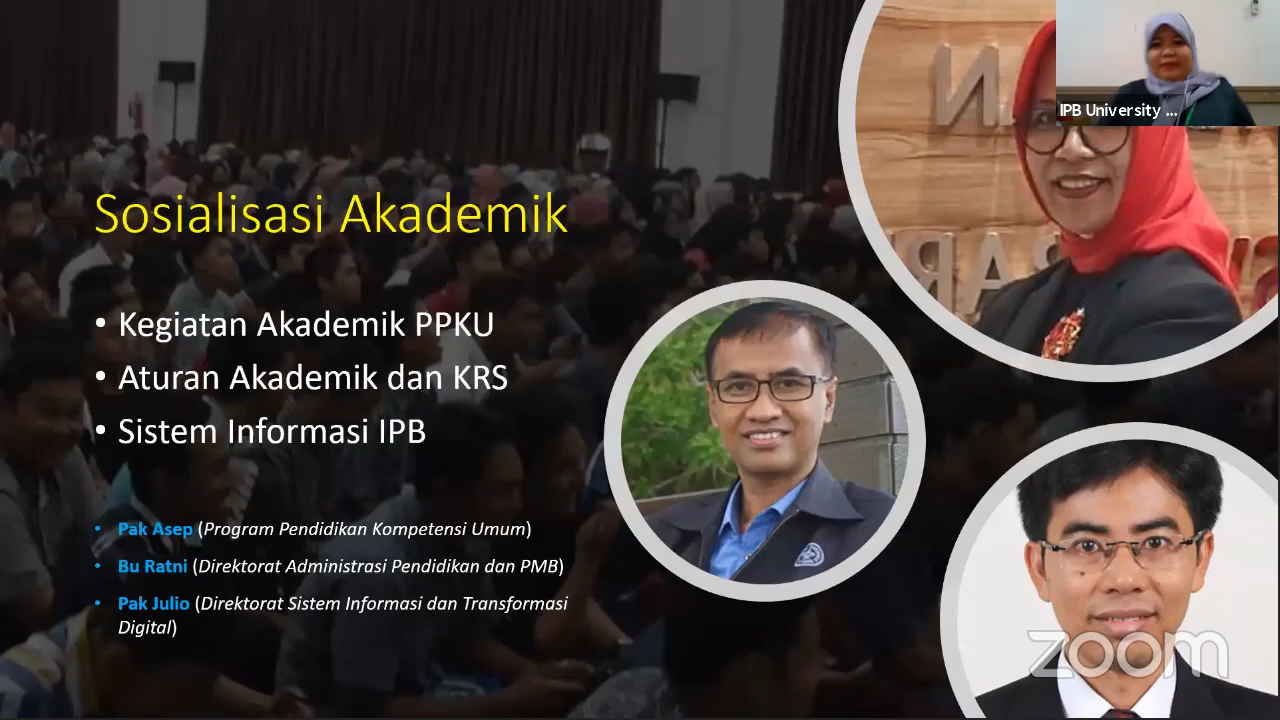 Sosialisasi Akademik
• Kegiatan Akademik PPKU
• Aturan Akademik dan KRS
• Sistem Informasi IPB
• Pak Asep (Program Pendidikan Kompetensi Umum)
• Bu Ratni (Direktorat Administrasi Pendidikan dan PMB)
• Pak Julio (Direktorat Sistem Informasi dan Transformasi
Digital)
IPB University ...
zoom